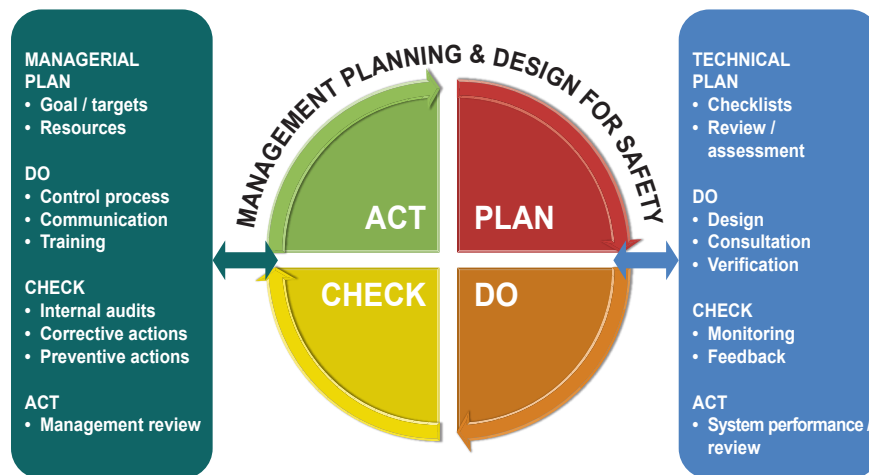 MANAGERIAL
PLAN
• Goal / targets
• Resources
DO
• Control process
• Communication
• Training
CHECK
• Internal audits
• Corrective actions
• Preventive actions
ACT
• Management review
MANAGEMENT PLANNING & DESIGN FOR SAFETY
ACT
PLAN
CHECK
DO
TECHNICAL
PLAN
• Checklists
• Review /
assessment
DO
• Design
• Consultation
• Verification
CHECK
• Monitoring
• Feedback
ACT
• System performance /
review